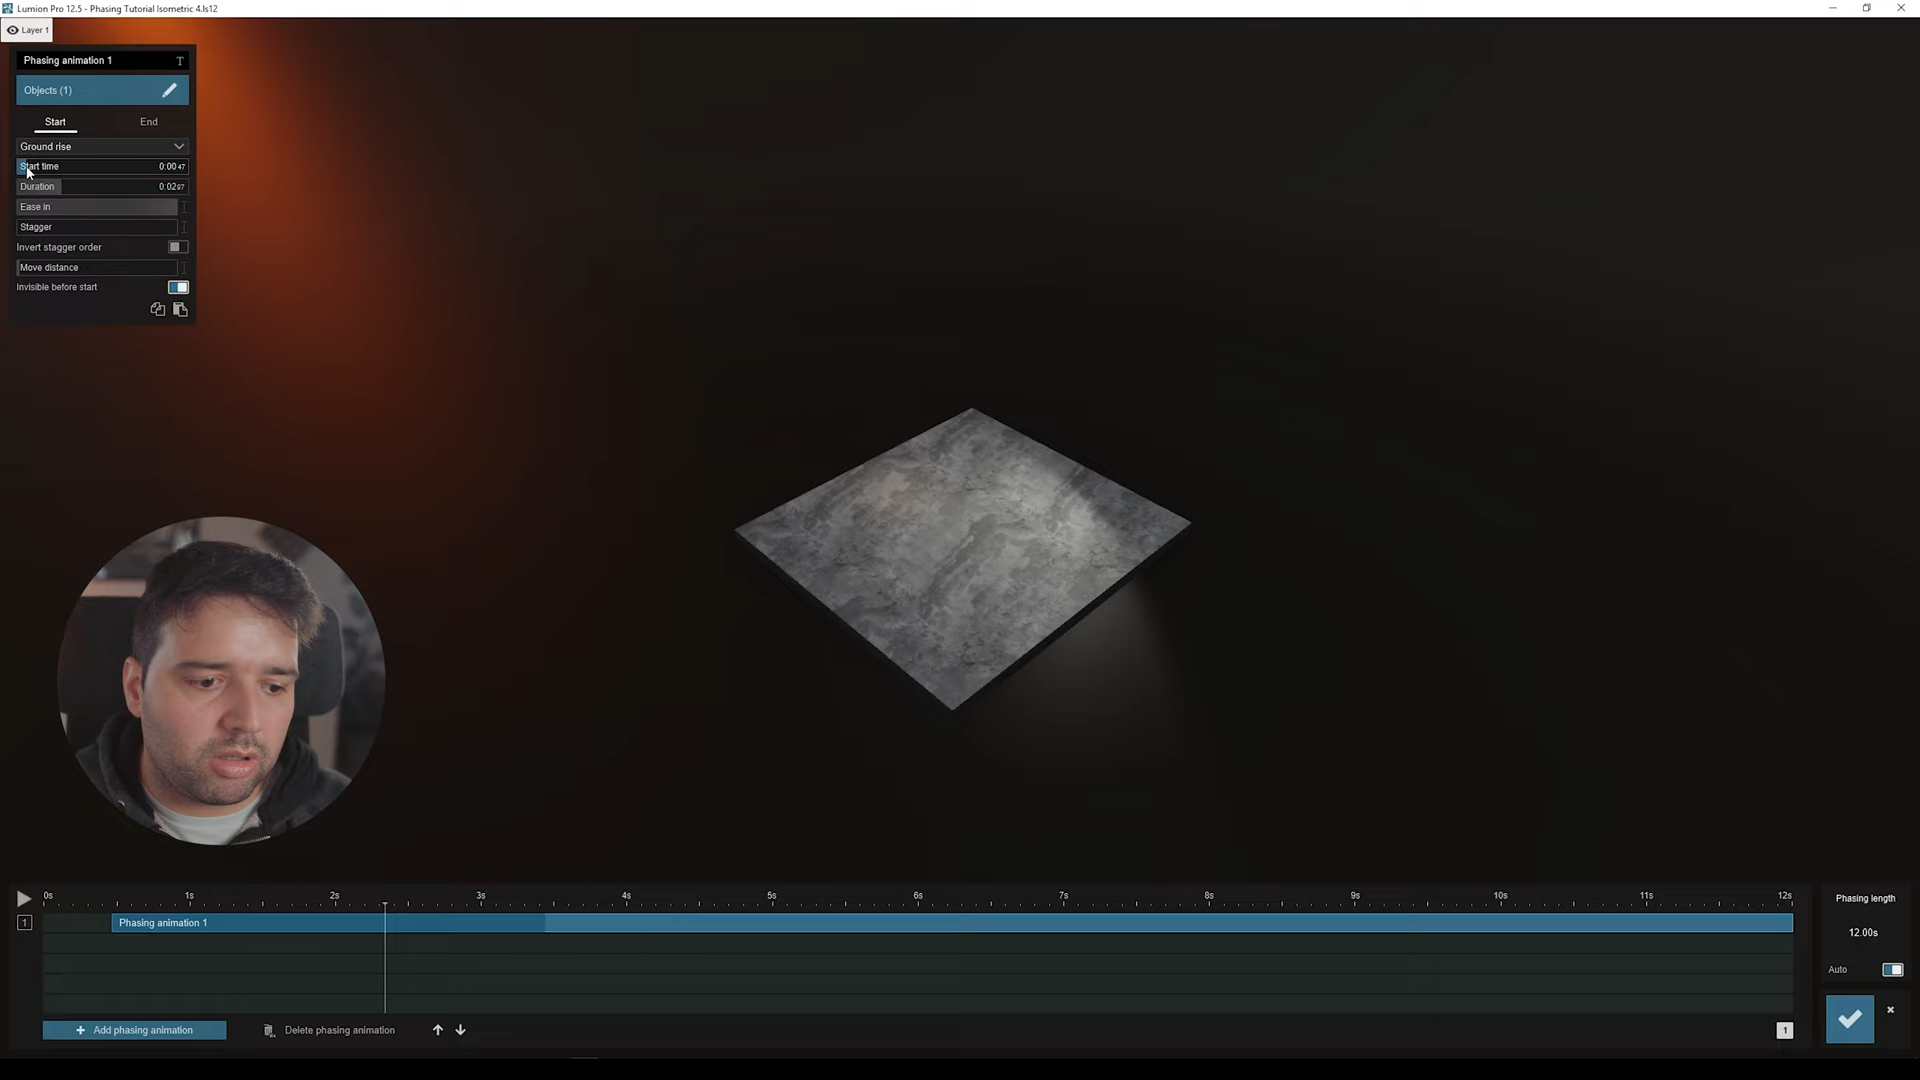 Lumion Pro 12.5 - Phasing Tutorial Isometric 4.ls12
Layer 1
Phasing animation 1
Objects (1)
Start End
Ground rise
Start time 0:00 47
Duration 0:02 97
Ease in
Stagger
Invert stagger order
Move distance
Invisible before start
0s 1s 2s 3s 4s 5s 6s 7s 8s 9s 10s 11s 12s
Phasing length
1 Phasing animation 1
12.00s
Auto
+ Add phasing animation Delete phasing animation 1